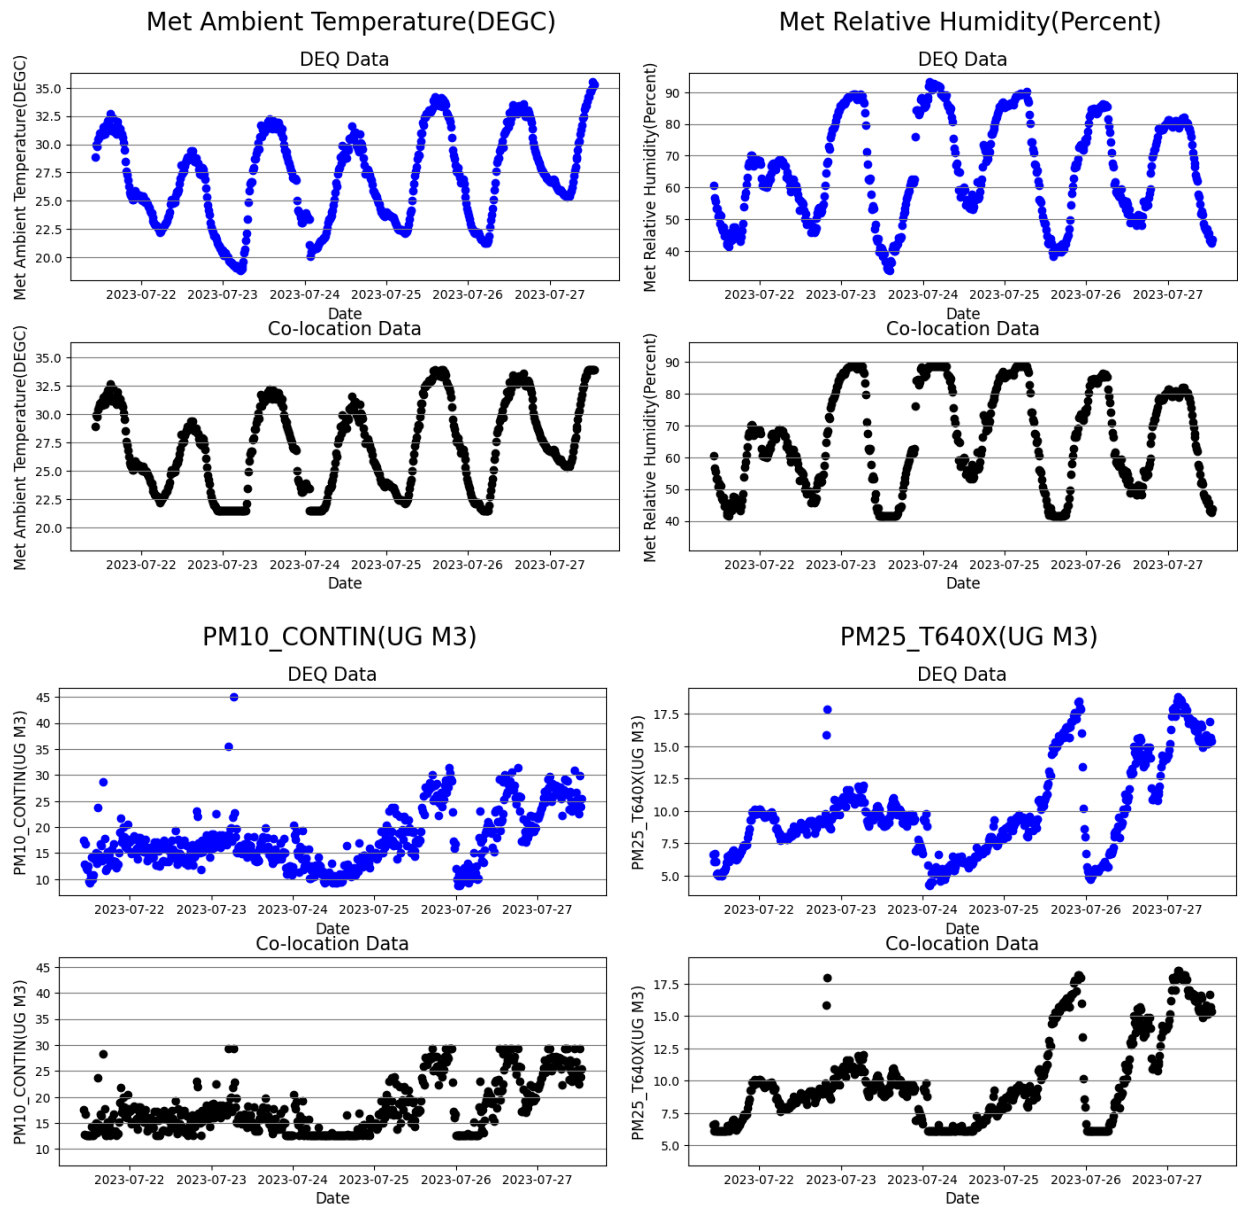 Met Ambient Temperature(DEGC)
DEQ Data
Met Ambient Temperature(DEGC)
35.0
32.5
30.0
27.5
25.0
22.5
20.0
2023-07-22 2023-07-23 2023-07-24 2023-07-25 2023-07-26 2023-07-27
Date
Co-location Data
Met Ambient Temperature(DEGC)
35.0
32.5
30.0
27.5
25.0
22.5
20.0
2023-07-22 2023-07-23 2023-07-24 2023-07-25 2023-07-26 2023-07-27
Date
Met Relative Humidity(Percent)
DEQ Data
Met Relative Humidity(Percent)
90
80
70
60
50
40
2023-07-22 2023-07-23 2023-07-24 2023-07-25 2023-07-26 2023-07-27
Date
Co-location Data
Met Relative Humidity(Percent)
90
80
70
60
50
40
2023-07-22 2023-07-23 2023-07-24 2023-07-25 2023-07-26 2023-07-27
Date
PM10_CONTIN(UG M3)
DEQ Data
PM10_CONTIN(UG M3)
45
40
35
30
25
20
15
10
2023-07-22 2023-07-23 2023-07-24 2023-07-25 2023-07-26 2023-07-27
Date
Co-location Data
PM10_CONTIN(UG M3)
45
40
35
30
25
20
15
10
2023-07-22 2023-07-23 2023-07-24 2023-07-25 2023-07-26 2023-07-27
Date
PM25_T640X(UG M3)
DEQ Data
PM25_T640X(UG M3)
17.5
15.0
12.5
10.0
7.5
5.0
2023-07-22 2023-07-23 2023-07-24 2023-07-25 2023-07-26 2023-07-27
Date
Co-location Data
PM25_T640X(UG M3)
17.5
15.0
12.5
10.0
7.5
5.0
2023-07-22 2023-07-23 2023-07-24 2023-07-25 2023-07-26 2023-07-27
Date